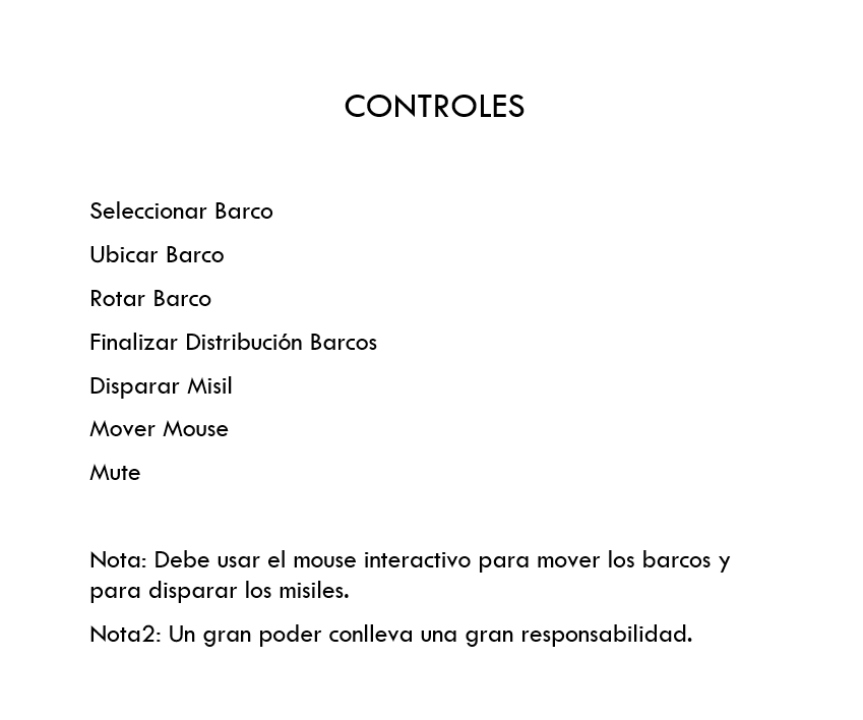 CONTROLES
Seleccionar Barco
Ubicar Barco
Rotar Barco
Finalizar Distribución Barcos
Disparar Misil
Mover Mouse
Mute
Nota: Debe usar el mouse interactivo para mover los barcos y
para disparar los misiles.
Nota2: Un gran poder conlleva una gran responsabilidad.